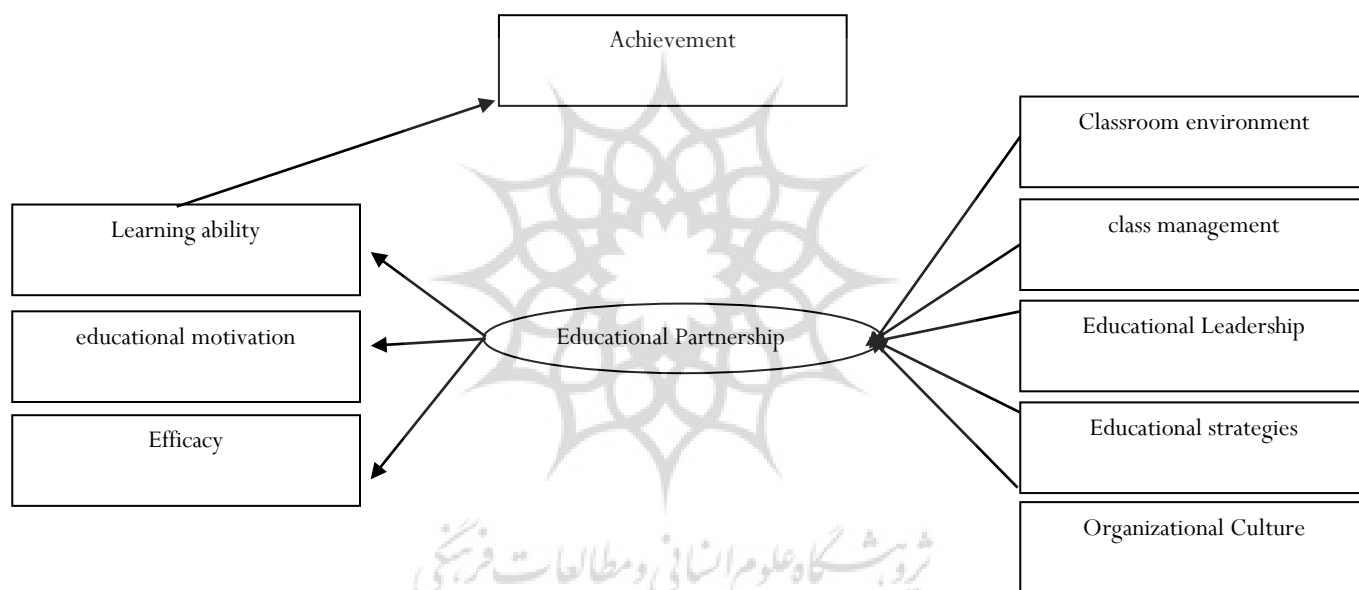 Achievement
Classroom environment
Learning ability
class management
educational motivation
Educational Partnership
Educational Leadership
Efficacy
Educational strategies
Organizational Culture
پژوهشگاه علوم انسانی و مطالعات فرهنگی